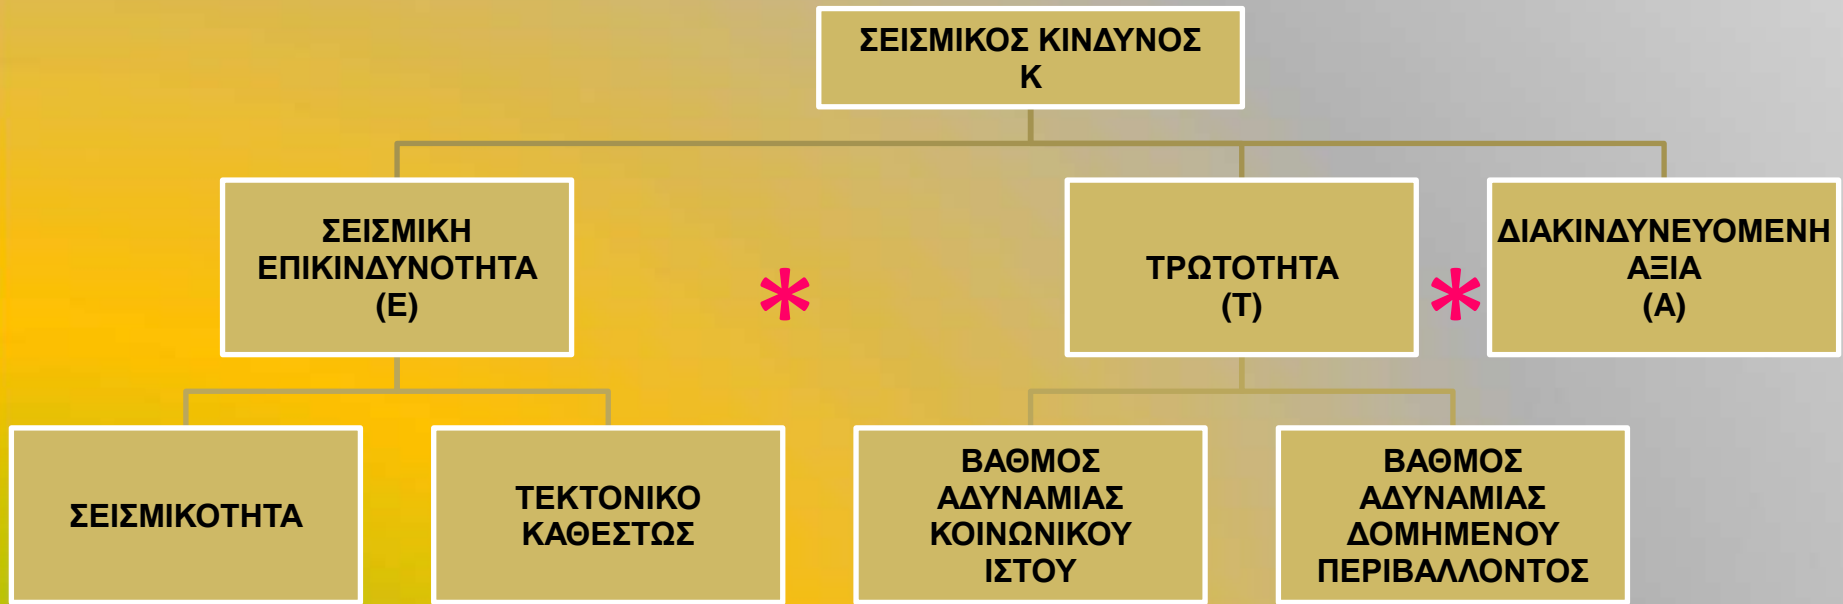 ΣΕΙΣΜΙΚΟΣ ΚΙΝΔΥΝΟΣ
Κ
ΣΕΙΣΜΙΚΗ
ΕΠΙΚΙΝΔΥΝΟΤΗΤΑ
(Ε)
*
ΤΡΩΤΟΤΗΤΑ
(Τ)
*
ΔΙΑΚΙΝΔΥΝΕΥΟΜΕΝΗ
ΑΞΙΑ
(Α)
ΣΕΙΣΜΙΚΟΤΗΤΑ
ΤΕΚΤΟΝΙΚΟ
ΚΑΘΕΣΤΩΣ
ΒΑΘΜΟΣ
ΑΔΥΝΑΜΙΑΣ
ΚΟΙΝΩΝΙΚΟΥ
ΙΣΤΟΥ
ΒΑΘΜΟΣ
ΑΔΥΝΑΜΙΑΣ
ΔΟΜΗΜΕΝΟΥ
ΠΕΡΙΒΑΛΛΟΝΤΟΣ